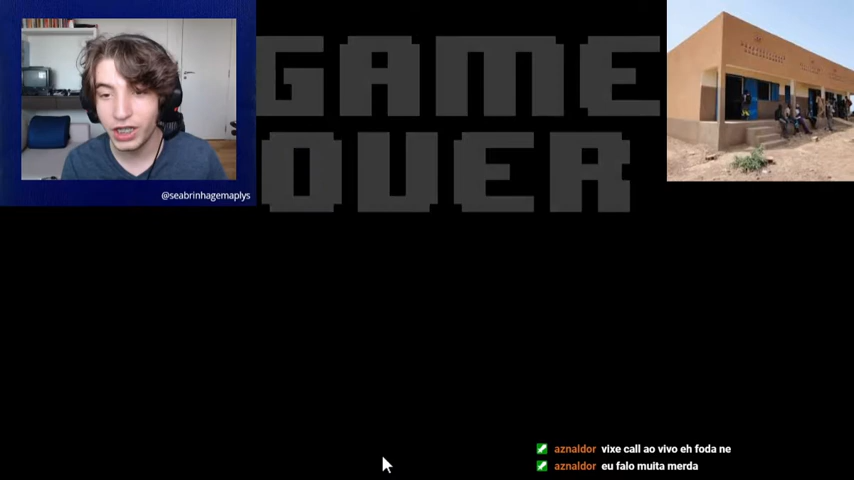 GAME
OVER
@seabrinhagemaplys
aznaldor vixe call ao vivo eh foda ne
aznaldor eu falo muita merda